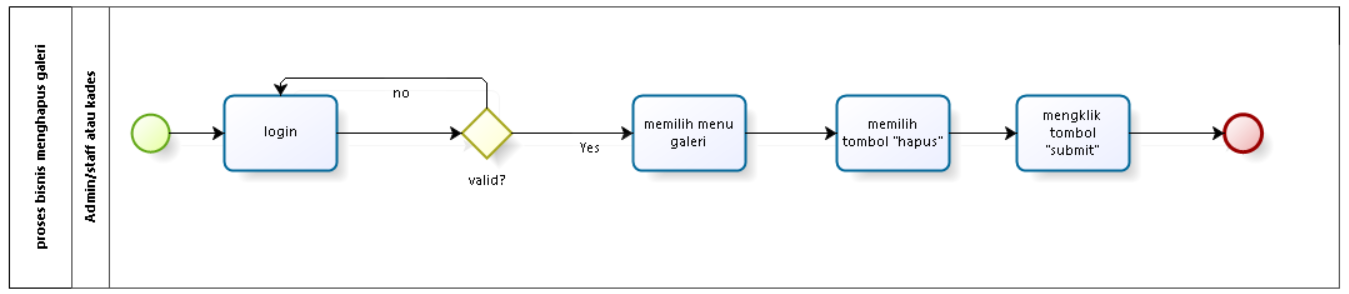 proses bisnis menghapus galeri
Admin/staff atau kades
login
no
valid?
Yes
memilih menu
galeri
memilih
tombol "hapus"
mengklik
tombol
"submit"